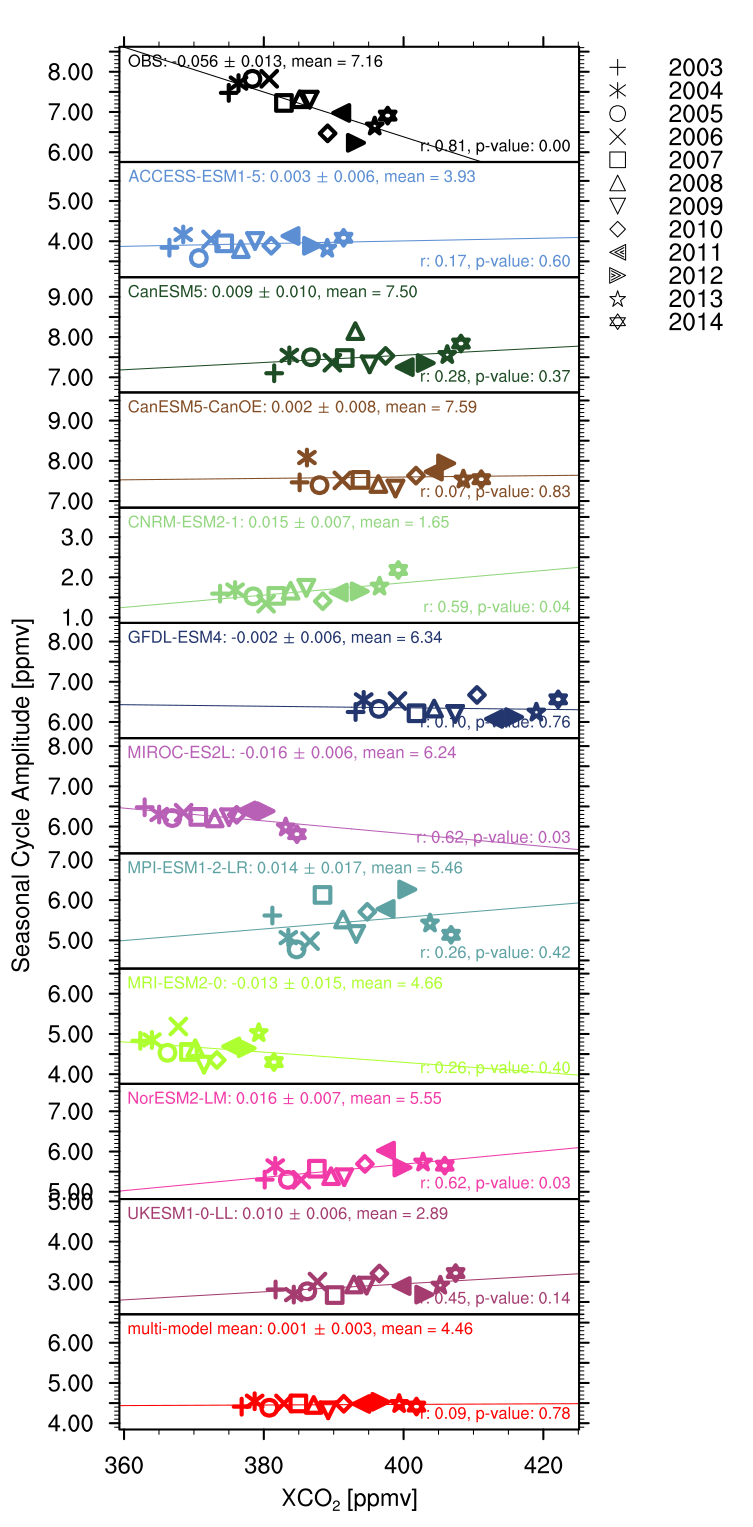 OBS: -0.056 ± 0.013, mean = 7.16
8.00
7.00
6.00
r: 0.81, p-value: 0.00
2003
2004
2005
2006
2007
2008
2009
2010
2011
2012
2013
2014
ACCESS-ESM1-5: 0.003 ± 0.006, mean = 3.93
5.00
4.00
r: 0.17, p-value: 0.60
CanESM5: 0.009 ± 0.010, mean = 7.50
9.00
8.00
7.00
r: 0.28, p-value: 0.37
CanESM5-CanOE: 0.002 ± 0.008, mean = 7.59
9.00
8.00
7.00
r: 0.07, p-value: 0.83
CNRM-ESM2-1: 0.015 ± 0.007, mean = 1.65
3.0
2.0
1.0
r: 0.59, p-value: 0.04
GFDL-ESM4: -0.002 ± 0.006, mean = 6.34
8.00
7.00
6.00
r: 0.10, p-value: 0.76
MIROC-ES2L: -0.016 ± 0.006, mean = 6.24
8.00
7.00
6.00
r: 0.62, p-value: 0.03
MPI-ESM1-2-LR: 0.014 ± 0.017, mean = 5.46
7.00
6.00
5.00
r: 0.26, p-value: 0.42
MRI-ESM2-0: -0.013 ± 0.015, mean = 4.66
6.00
5.00
4.00
r: 0.26, p-value: 0.40
NorESM2-LM: 0.016 ± 0.007, mean = 5.55
7.00
6.00
5.00
r: 0.62, p-value: 0.03
UKESM1-0-LL: 0.010 ± 0.006, mean = 2.89
5.00
4.00
3.00
r: 0.45, p-value: 0.14
multi-model mean: 0.001 ± 0.003, mean = 4.46
6.00
5.00
4.00
r: 0.09, p-value: 0.78
360 380 400 420
XCO₂ [ppmv]
Seasonal Cycle Amplitude [ppmv]